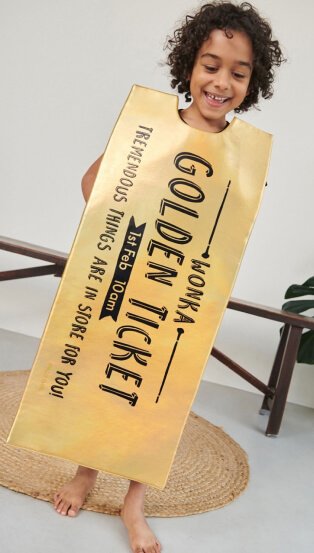 WONKA
GOLDEN TICKET
1st Feb 10am
TREMENDOUS THINGS ARE IN STORE FOR YOU!